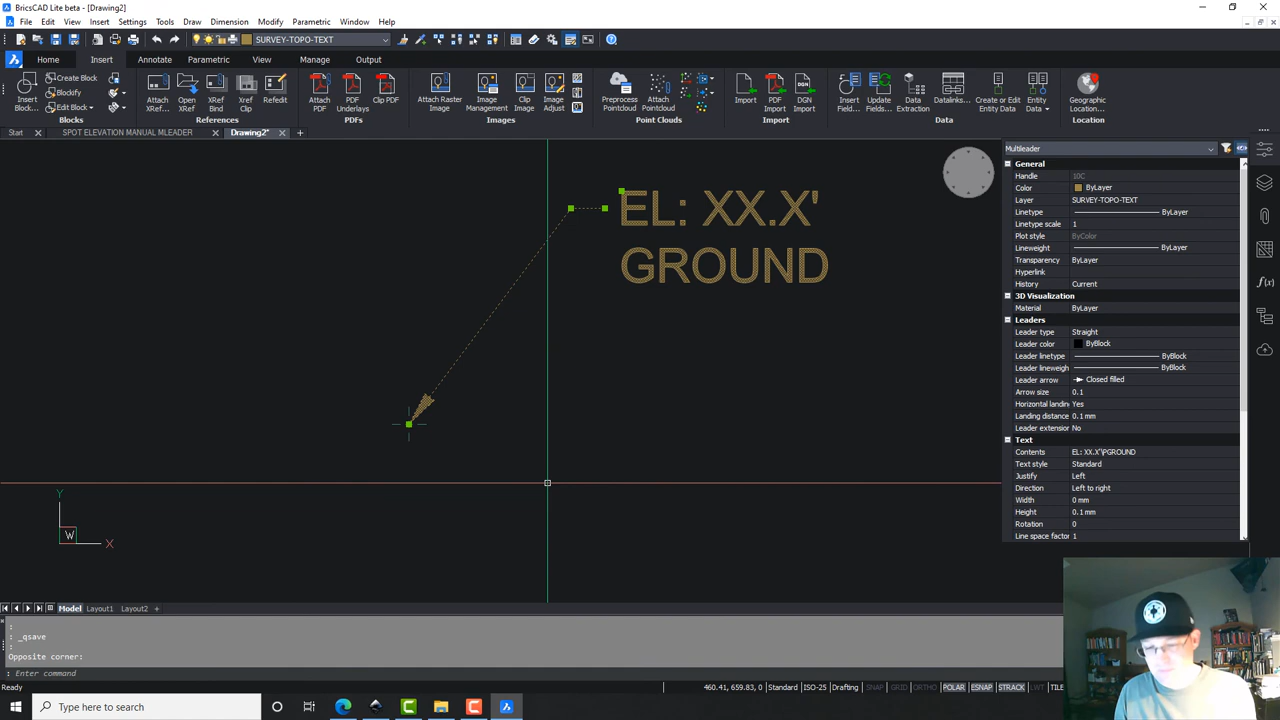 BricsCAD Lite beta - [Drawing2]
File Edit View Insert Settings Tools Draw Dimension Modify Parametric Window Help
SURVEY-TOPO-TEXT
Home Insert Annotate Parametric View Manage Output
Insert Block... Create Block Blockify Edit Block
Attach XRef... Open XRef XRef Block Xref Clip Refedit
Attach PDF PDF Underlays Clip PDF
Attach Raster Image Image Management Clip Image Image Adjust
Preprocess Pointcloud Attach Cloud
Import PDF Import DGN Import
Insert Field... Update Fields... Data Extraction Datalinks... Create or Edit Entity Data Entity Data
Geographic Location...
Blocks References PDFs Images Point Clouds Import Data Location
Start SPOT ELEVATION MANUAL MLEADER Drawing2*
EL: XX.X'
GROUND
Y
W X
Multileader
General
Handle 10C
Color ByLayer
Layer SURVEY-TOPO-TEXT
Linetype ByLayer
Linetype scale 1
Plot style ByColor
Lineweight ByLayer
Transparency ByLayer
Hyperlink
History Current
3D Visualization
Material ByLayer
Leaders
Leader type Straight
Leader color ByBlock
Leader linetype ByBlock
Leader lineweigh ByBlock
Leader arrow Closed filled
Arrow size 0.1
Horizontal landin Yes
Landing distance 0.1 mm
Leader extension No
Text
Contents EL: XX.X'\PGROUND
Text style Standard
Justify Left
Direction Left to right
Width 0 mm
Height 0.1 mm
Rotation 0
Line space factor 1
Model Layout1 Layout2 +
:
: _qsave
:
Opposite corner:
: Enter command
Ready 460.41, 659.83, 0 Standard ISO-25 Drafting SNAP GRID ORTHO POLAR ESNAP STRACK LWT TILE
Type here to search